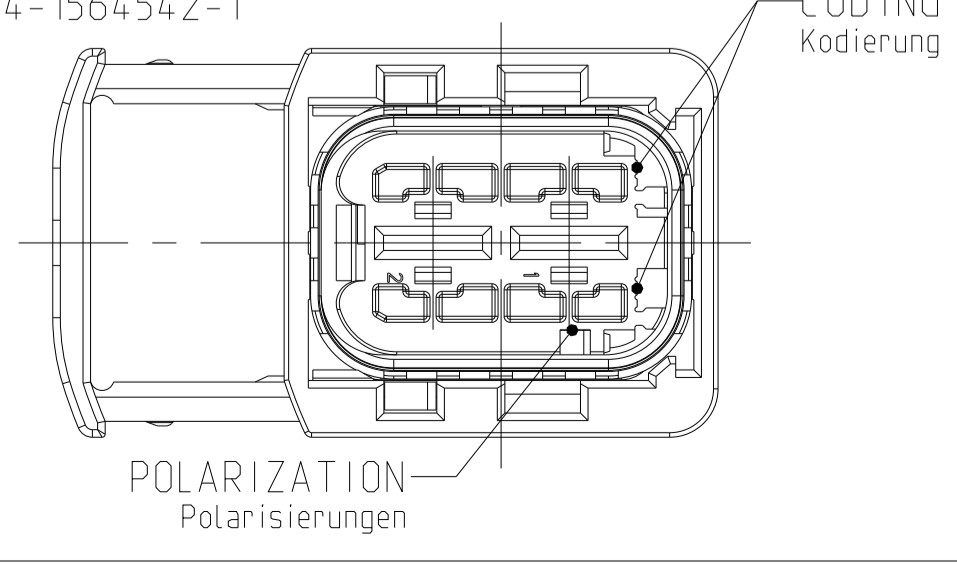 4-1564542-1
CODING
Kodierung
2
1
POLARIZATION
Polarisierungen